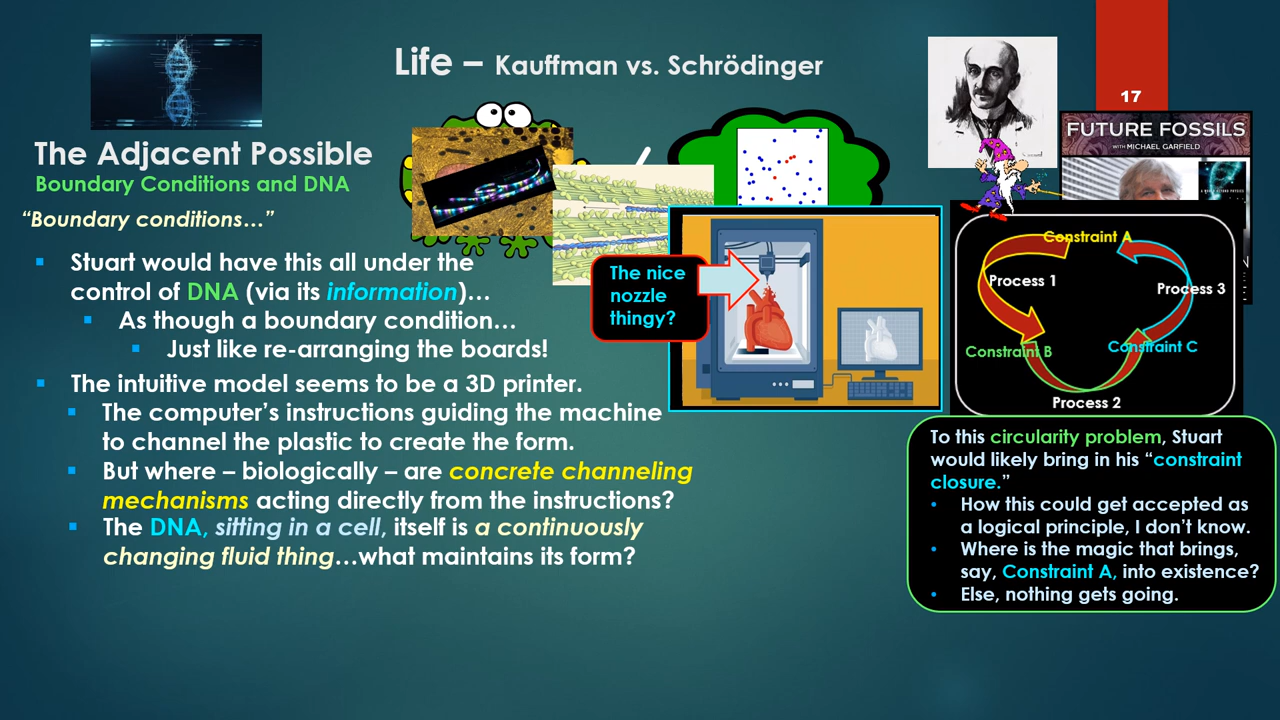 Life – Kauffman vs. Schrödinger
17
FUTURE FOSSILS
WITH MICHAEL GARFIELD
The Adjacent Possible
Boundary Conditions and DNA
“Boundary conditions…”
▪ Stuart would have this all under the
control of DNA (via its information)…
▪ As though a boundary condition…
▪ Just like re-arranging the boards!
▪ The intuitive model seems to be a 3D printer.
▪ The computer’s instructions guiding the machine
to channel the plastic to create the form.
▪ But where – biologically – are concrete channeling
mechanisms acting directly from the instructions?
▪ The DNA, sitting in a cell, itself is a continuously
changing fluid thing…what maintains its form?
The nice
nozzle
thingy?
Constraint A
Process 1
Process 3
Constraint B
Constraint C
Process 2
To this circularity problem, Stuart
would likely bring in his “constraint
closure.”
• How this could get accepted as
a logical principle, I don’t know.
• Where is the magic that brings,
say, Constraint A, into existence?
• Else, nothing gets going.